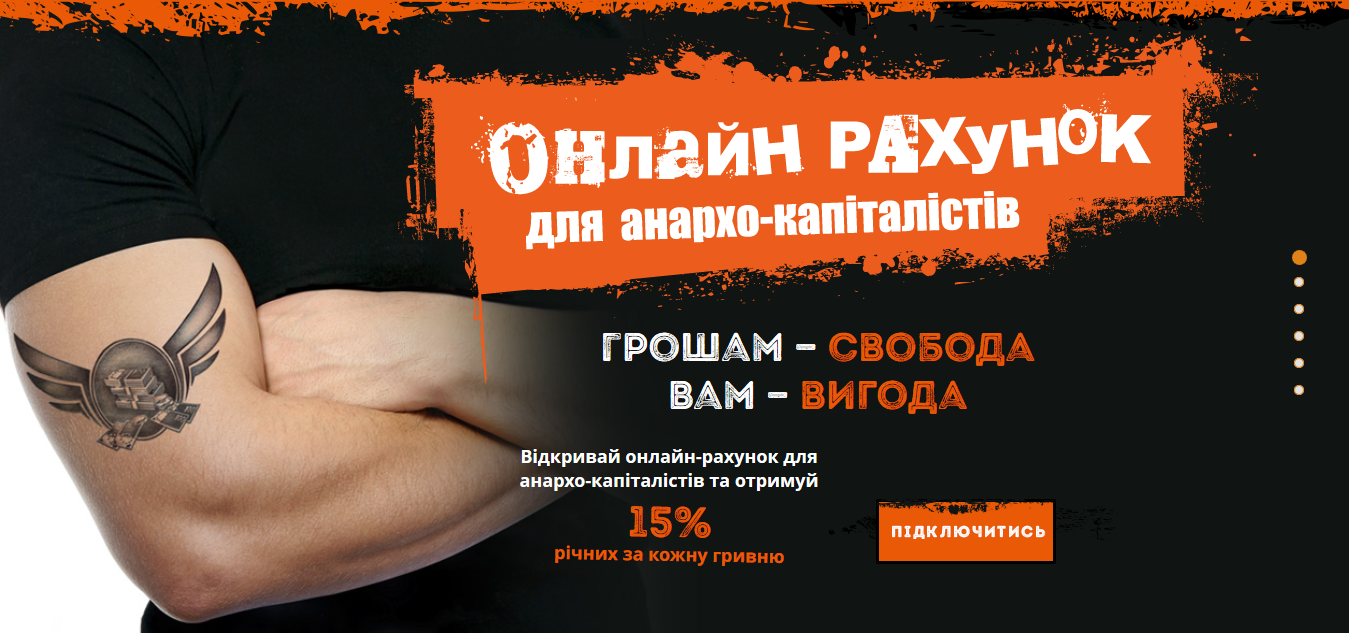 Онлайн рахунок
для анархо-капіталістів
ГРОШАМ – СВОБОДА
ВАМ – ВИГОДА
Відкривай онлайн-рахунок для
анархо-капіталістів та отримуй
15%
річних за кожну гривню
ПІДКЛЮЧИТИСЬ